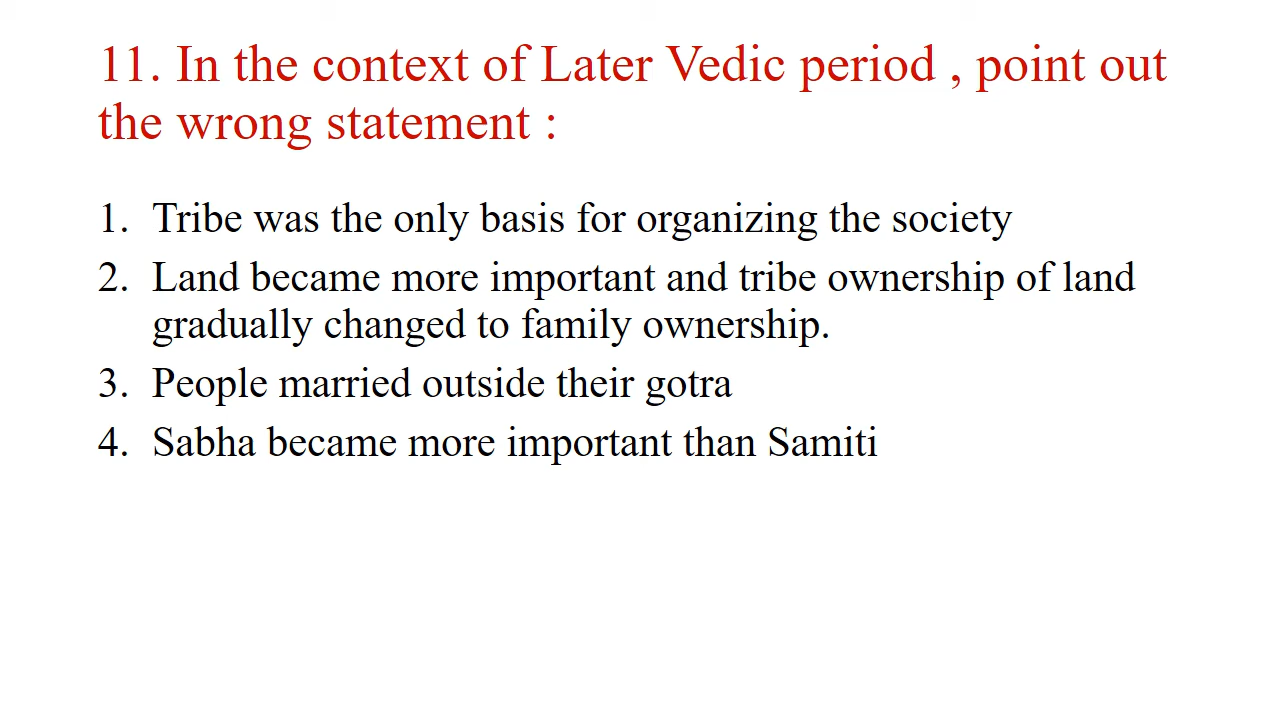 11. In the context of Later Vedic period , point out
the wrong statement :
1. Tribe was the only basis for organizing the society
2. Land became more important and tribe ownership of land
gradually changed to family ownership.
3. People married outside their gotra
4. Sabha became more important than Samiti